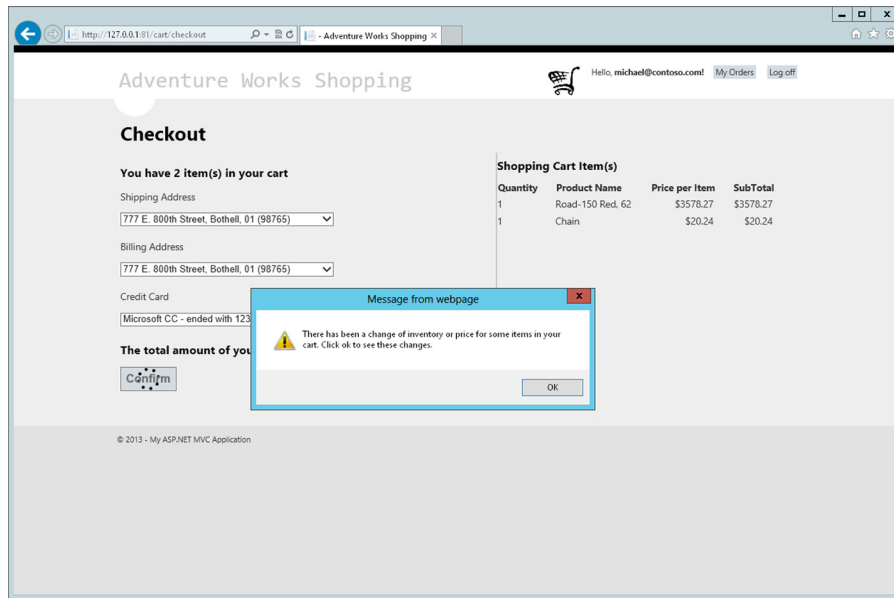 http://127.0.0.1:81/cart/checkout
- Adventure Works Shopping
Adventure Works Shopping
Hello, michael@contoso.com!
My Orders
Log off
Checkout
You have 2 item(s) in your cart
Shipping Address
777 E. 800th Street, Bothell, 01 (98765)
Billing Address
777 E. 800th Street, Bothell, 01 (98765)
Credit Card
Microsoft CC - ended with 123
The total amount of you
Confirm
Shopping Cart Item(s)
Quantity Product Name Price per Item SubTotal
1 Road-150 Red, 62 $3578.27 $3578.27
1 Chain $20.24 $20.24
Message from webpage
There has been a change of inventory or price for some items in your
cart. Click ok to see these changes.
OK
© 2013 - My ASP.NET MVC Application